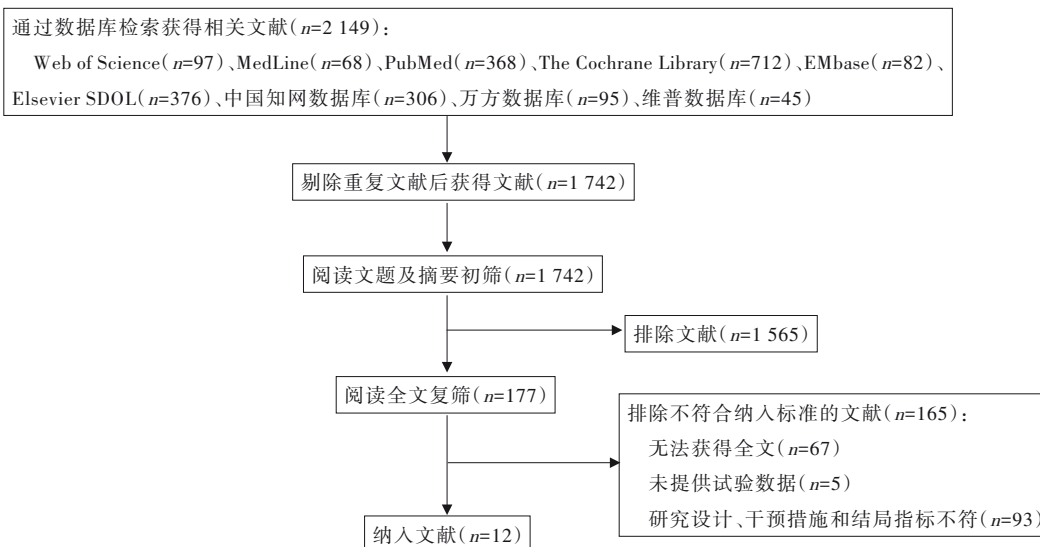 通过数据库检索获得相关文献(n=2 149)：
Web of Science(n=97)、MedLine(n=68)、PubMed(n=368)、The Cochrane Library(n=712)、EMbase(n=82)、
Elsevier SDOL(n=376)、中国知网数据库(n=306)、万方数据库(n=95)、维普数据库(n=45)
剔除重复文献后获得文献(n=1 742)
阅读文题及摘要初筛(n=1 742)
排除文献(n=1 565)
阅读全文复筛(n=177)
排除不符合纳入标准的文献(n=165)：
无法获得全文(n=67)
未提供试验数据(n=5)
研究设计、干预措施和结局指标不符(n=93)
纳入文献(n=12)